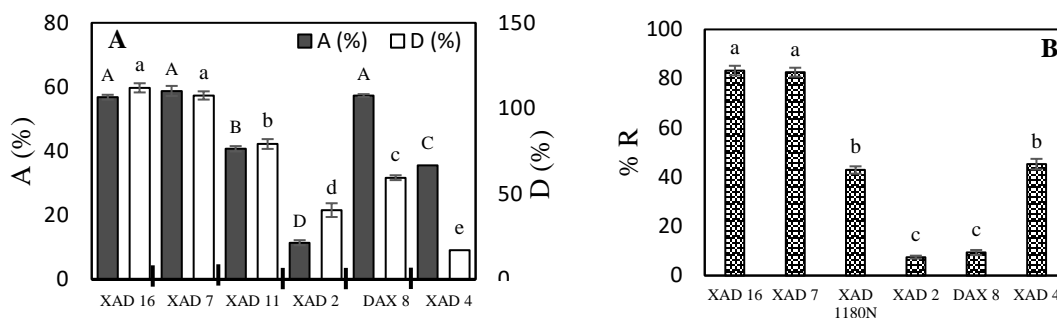 80
60
40
20
0
A (%)
A
A (%) D (%)
A a A a B b D d A c C e
XAD 16 XAD 7 XAD 11 XAD 2 DAX 8 XAD 4
150
100
50
0
D (%)
100
80
60
40
20
0
% R
B
a a b c c b
XAD 16 XAD 7 XAD XAD 2 DAX 8 XAD 4
1180N